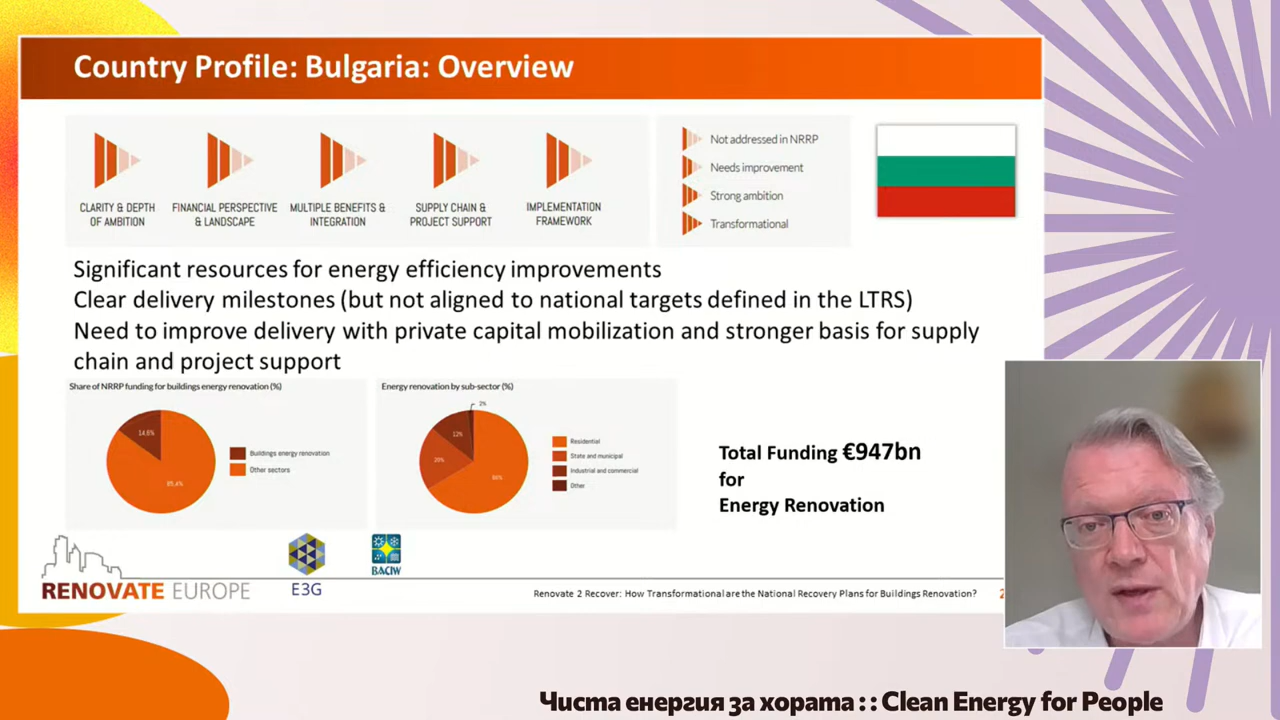 Country Profile: Bulgaria: Overview
CLARITY & DEPTH
OF AMBITION
FINANCIAL PERSPECTIVE
& LANDSCAPE
MULTIPLE BENEFITS &
INTEGRATION
SUPPLY CHAIN &
PROJECT SUPPORT
IMPLEMENTATION
FRAMEWORK
Not addressed in NRRP
Needs improvement
Strong ambition
Transformational
Significant resources for energy efficiency improvements
Clear delivery milestones (but not aligned to national targets defined in the LTRS)
Need to improve delivery with private capital mobilization and stronger basis for supply
chain and project support
Share of NRRP funding for buildings energy renovation (%)
14,6%
85,4%
Buildings energy renovation
Other sectors
Energy renovation by sub-sector (%)
2%
12%
20%
66%
Residential
State and municipal
Industrial and commercial
Other
Total Funding €947bn
for
Energy Renovation
RENOVATE EUROPE
E3G
BACIW
Renovate 2 Recover: How Transformational are the National Recovery Plans for Buildings Renovation?
Чиста енергия за хората : : Clean Energy for People